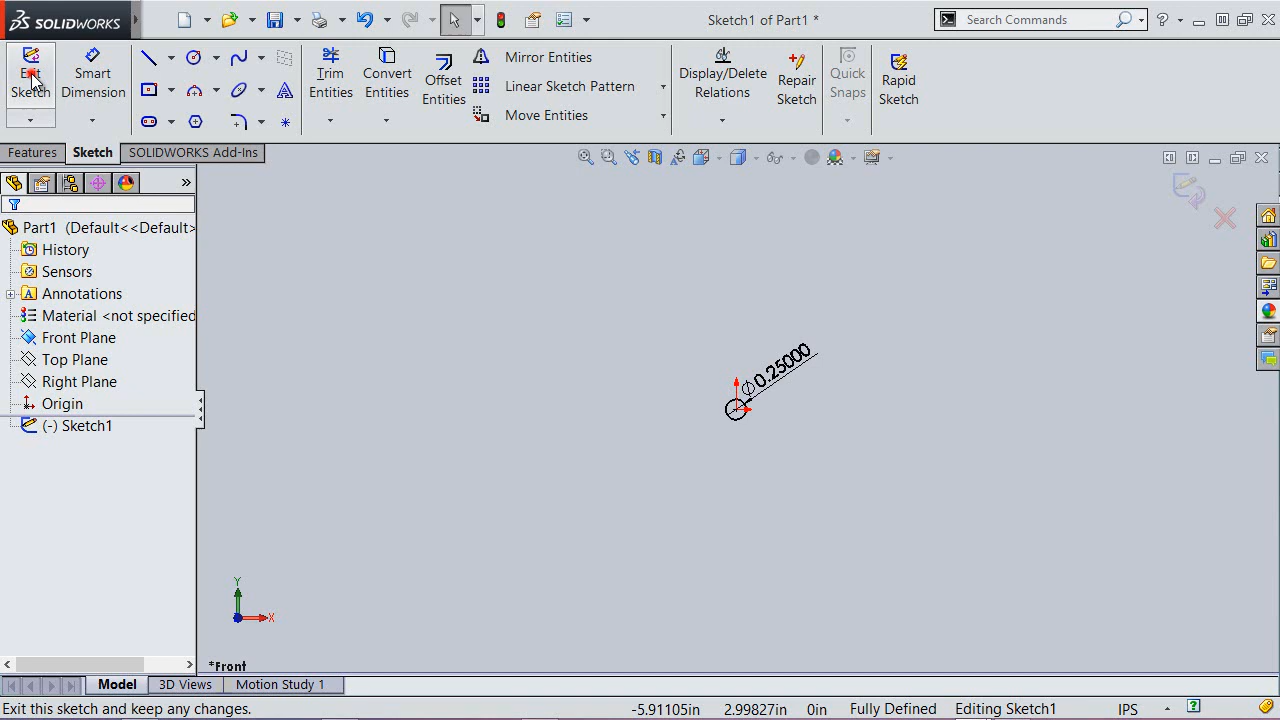 SOLIDWORKS
Sketch1 of Part1 *
Search Commands
Exit Sketch
Smart Dimension
Trim Entities
Convert Entities
Offset Entities
Mirror Entities
Linear Sketch Pattern
Move Entities
Display/Delete Relations
Repair Sketch
Quick Snaps
Rapid Sketch
Features
Sketch
SOLIDWORKS Add-Ins
Part1 (Default<<Default>
History
Sensors
Annotations
Material <not specified
Front Plane
Top Plane
Right Plane
Origin
(-) Sketch1
Ø0.25000
Y
X
*Front
Model
3D Views
Motion Study 1
Exit this sketch and keep any changes.
-5.91105in
2.99827in
0in
Fully Defined
Editing Sketch1
IPS